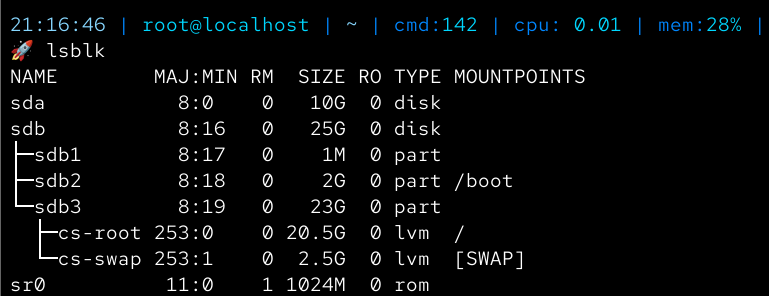 21:16:46 | root@localhost | ~ | cmd:142 | cpu: 0.01 | mem:28% |
🚀 lsblk
NAME        MAJ:MIN RM  SIZE RO TYPE MOUNTPOINTS
sda           8:0    0   10G  0 disk
sdb           8:16   0   25G  0 disk
├─sdb1        8:17   0    1M  0 part
├─sdb2        8:18   0    2G  0 part /boot
└─sdb3        8:19   0   23G  0 part
  ├─cs-root 253:0    0 20.5G  0 lvm  /
  └─cs-swap 253:1    0  2.5G  0 lvm  [SWAP]
sr0          11:0    1 1024M  0 rom